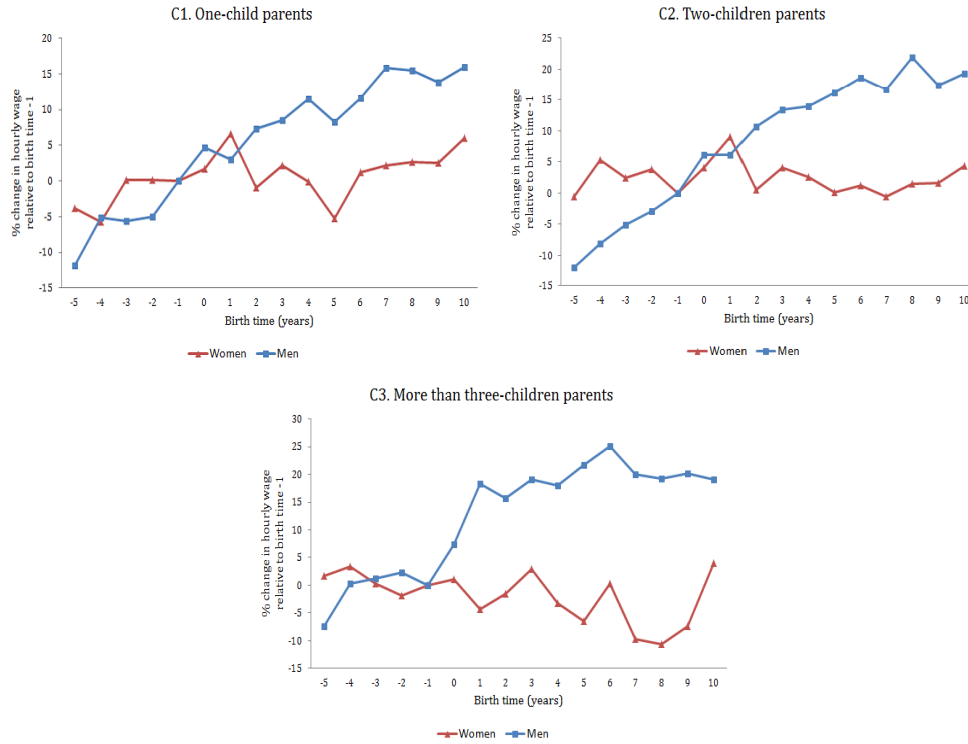 C1. One-child parents
% change in hourly wage
relative to birth time -1
20
15
10
5
0
-5
-10
-15
-5 -4 -3 -2 -1 0 1 2 3 4 5 6 7 8 9 10
Birth time (years)
Women Men
C2. Two-children parents
% change in hourly wage
relative to birth time -1
25
20
15
10
5
0
-5
-10
-15
-5 -4 -3 -2 -1 0 1 2 3 4 5 6 7 8 9 10
Birth time (years)
Women Men
C3. More than three-children parents
% change in hourly wage
relative to birth time -1
30
25
20
15
10
5
0
-5
-10
-15
-5 -4 -3 -2 -1 0 1 2 3 4 5 6 7 8 9 10
Birth time (years)
Women Men